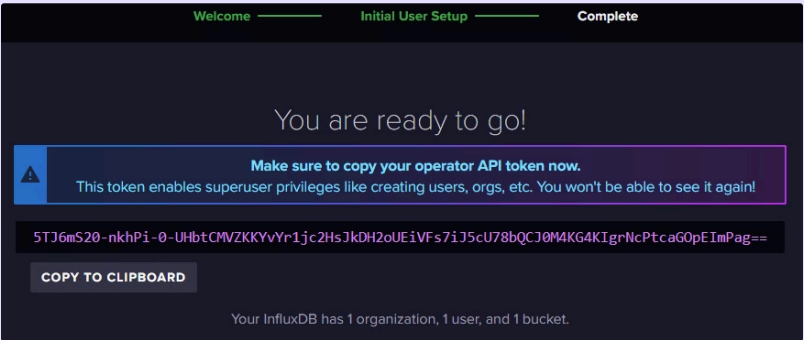 Welcome Initial User Setup Complete
You are ready to go!
Make sure to copy your operator API token now.
This token enables superuser privileges like creating users, orgs, etc. You won't be able to see it again!
5TJ6mS20-nkhPi-0-UHbtCMVZKKYvYr1jc2HsJkDH2oUEiVFs7iJ5cU78bQCJ0M4KG4KIgrNcPtcaGOpEImPag==
COPY TO CLIPBOARD
Your InfluxDB has 1 organization, 1 user, and 1 bucket.